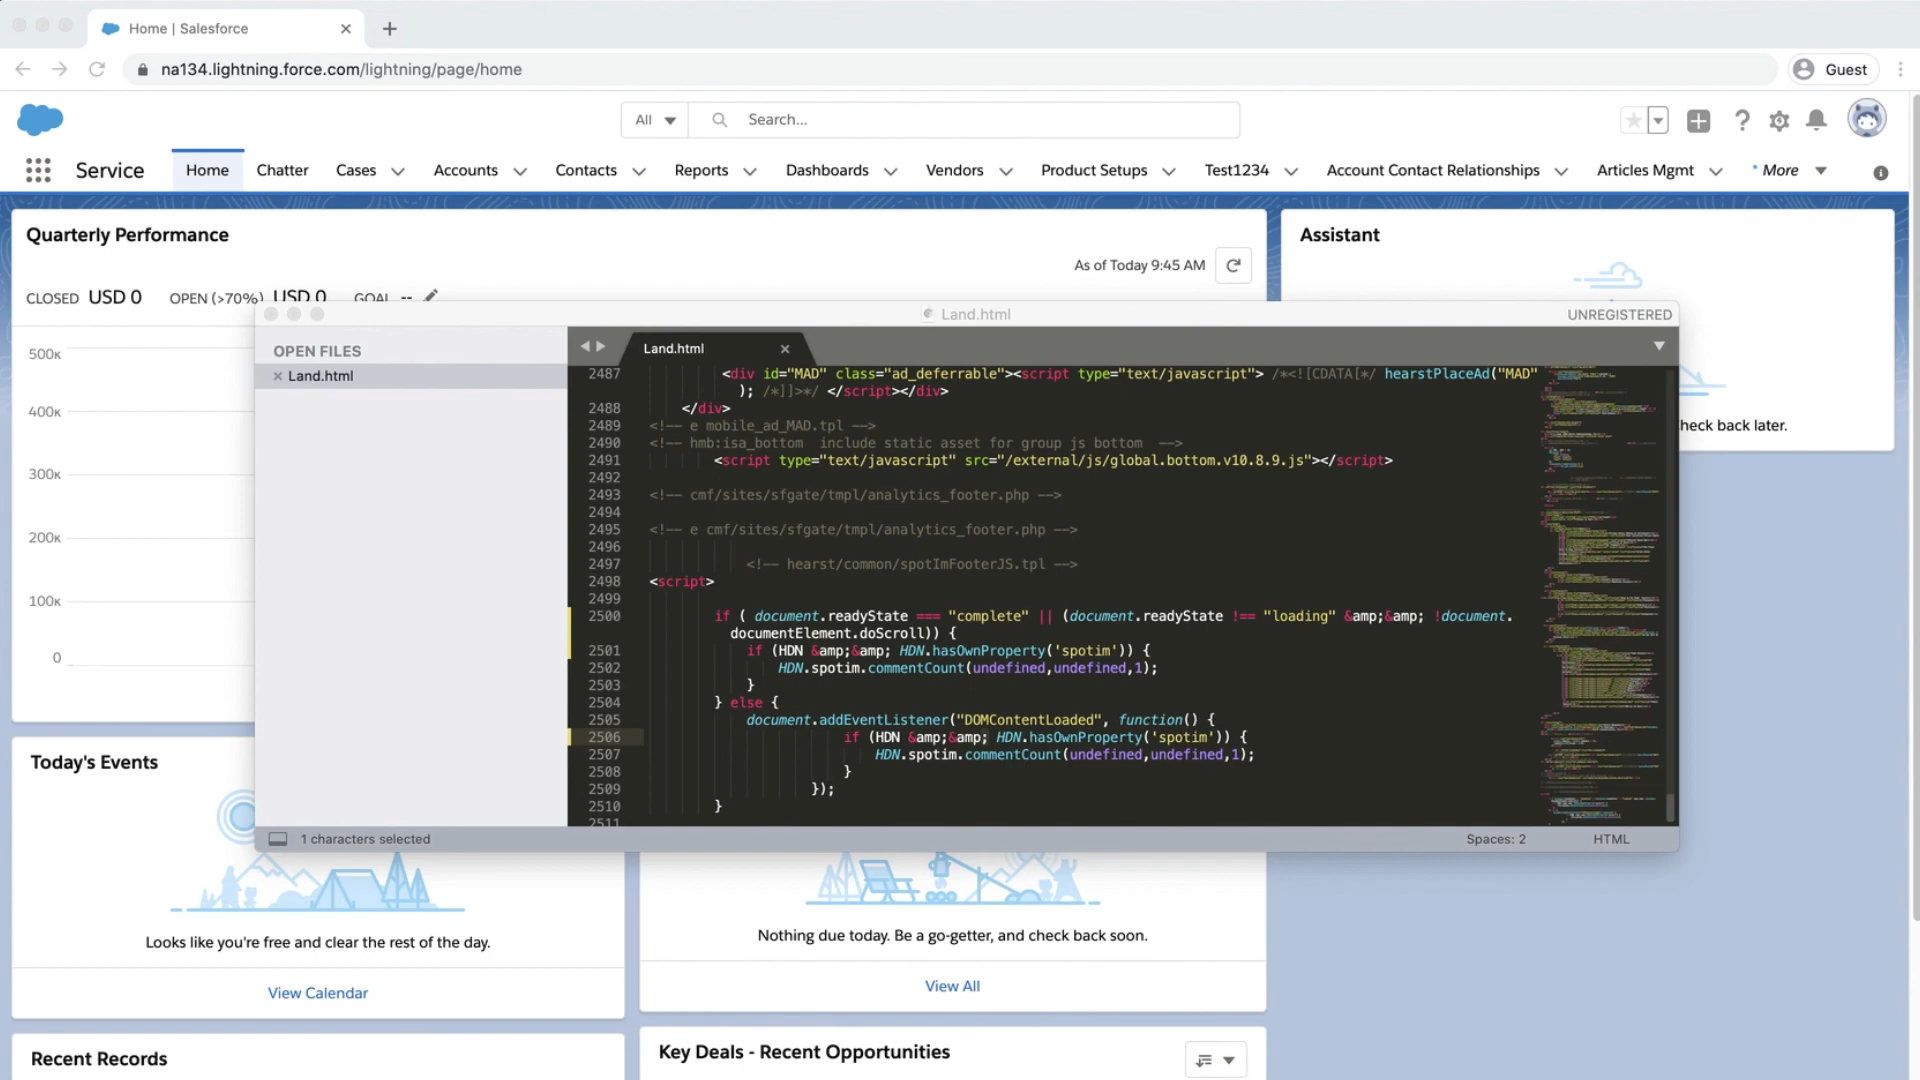 Home | Salesforce
na134.lightning.force.com/lightning/page/home
Guest
All
Search...
Service
Home
Chatter
Cases
Accounts
Contacts
Reports
Dashboards
Vendors
Product Setups
Test1234
Account Contact Relationships
Articles Mgmt
* More
Quarterly Performance
As of Today 9:45 AM
CLOSED USD 0 OPEN (>70%) USD 0 GOAL --
500K
400K
300K
200K
100K
0
Assistant
heck back later.
Land.html
UNREGISTERED
OPEN FILES
Land.html
Land.html
2487 <div id="MAD" class="ad_deferrable"><script type="text/javascript"> /*<![CDATA[*/ hearstPlaceAd("MAD"
); /*]]>*/ </script></div>
2488 </div>
2489 <!-- e mobile_ad_MAD.tpl -->
2490 <!-- hmb:isa_bottom  include static asset for group js bottom  -->
2491 <script type="text/javascript" src="/external/js/global.bottom.v10.8.9.js"></script>
2492
2493 <!-- cmf/sites/sfgate/tmpl/analytics_footer.php -->
2494
2495 <!-- e cmf/sites/sfgate/tmpl/analytics_footer.php -->
2496
2497 <!-- hearst/common/spotImFooterJS.tpl -->
2498 <script>
2499
2500 if ( document.readyState === "complete" || (document.readyState !== "loading" &amp;&amp; !document.
documentElement.doScroll)) {
2501 if (HDN &amp;&amp; HDN.hasOwnProperty('spotim')) {
2502 HDN.spotim.commentCount(undefined,undefined,1);
2503 }
2504 } else {
2505 document.addEventListener("DOMContentLoaded", function() {
2506 if (HDN &amp;&amp; HDN.hasOwnProperty('spotim')) {
2507 HDN.spotim.commentCount(undefined,undefined,1);
2508 }
2509 });
2510 }
2511
1 characters selected
Spaces: 2
HTML
Today's Events
Looks like you're free and clear the rest of the day.
View Calendar
Nothing due today. Be a go-getter, and check back soon.
View All
Recent Records
Key Deals - Recent Opportunities